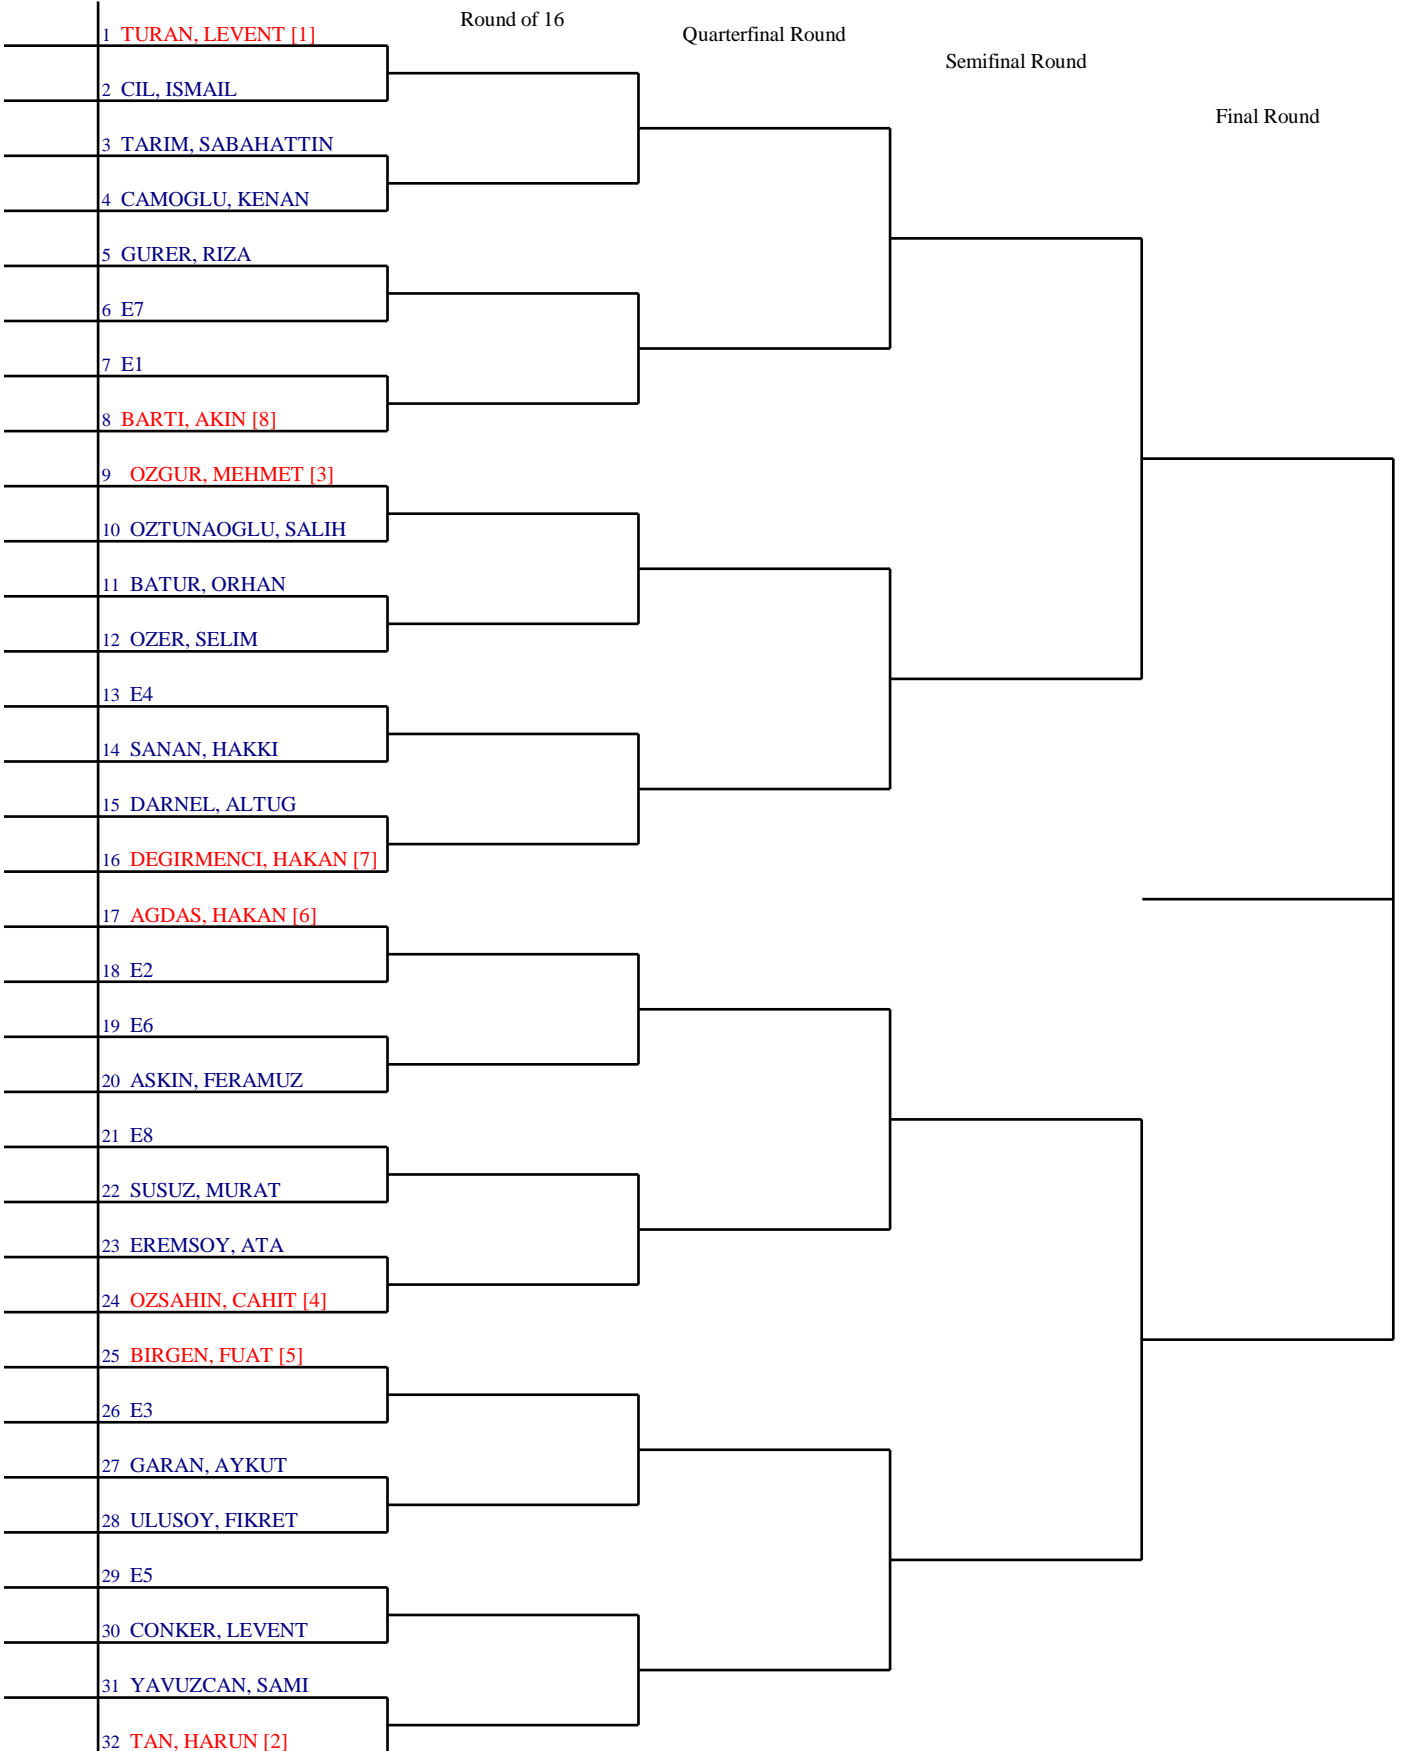 Round of 16
Quarterfinal Round
Semifinal Round
Final Round
1 TURAN, LEVENT [1]
2 CIL, ISMAIL
3 TARIM, SABAHATTIN
4 CAMOGLU, KENAN
5 GURER, RIZA
6 E7
7 E1
8 BARTI, AKIN [8]
9 OZGUR, MEHMET [3]
10 OZTUNAOGLU, SALIH
11 BATUR, ORHAN
12 OZER, SELIM
13 E4
14 SANAN, HAKKI
15 DARNEL, ALTUG
16 DEGIRMENCI, HAKAN [7]
17 AGDAS, HAKAN [6]
18 E2
19 E6
20 ASKIN, FERAMUZ
21 E8
22 SUSUZ, MURAT
23 EREMSOY, ATA
24 OZSAHIN, CAHIT [4]
25 BIRGEN, FUAT [5]
26 E3
27 GARAN, AYKUT
28 ULUSOY, FIKRET
29 E5
30 CONKER, LEVENT
31 YAVUZCAN, SAMI
32 TAN, HARUN [2]